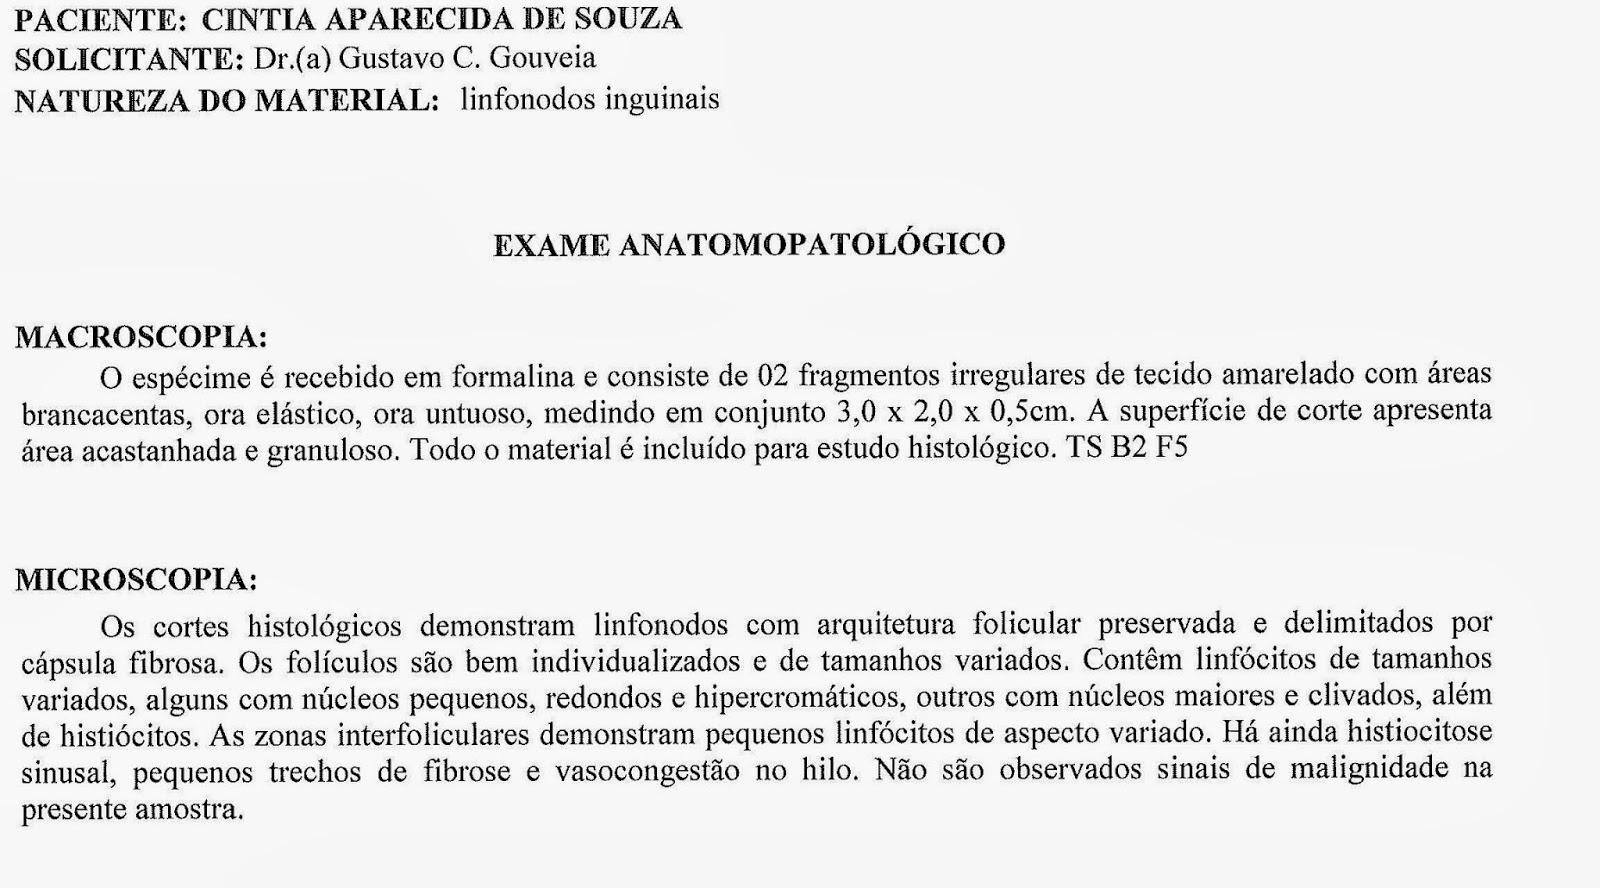 PACIENTE: CINTIA APARECIDA DE SOUZA
SOLICITANTE: Dr.(a) Gustavo C. Gouveia
NATUREZA DO MATERIAL: linfonodos inguinais
EXAME ANATOMOPATOLÓGICO
MACROSCOPIA:
O espécime é recebido em formalina e consiste de 02 fragmentos irregulares de tecido amarelado com áreas
brancacentas, ora elástico, ora untuoso, medindo em conjunto 3,0 x 2,0 x 0,5cm. A superfície de corte apresenta
área acastanhada e granuloso. Todo o material é incluído para estudo histológico. TS B2 F5
MICROSCOPIA:
Os cortes histológicos demonstram linfonodos com arquitetura folicular preservada e delimitados por
cápsula fibrosa. Os folículos são bem individualizados e de tamanhos variados. Contêm linfócitos de tamanhos
variados, alguns com núcleos pequenos, redondos e hipercromáticos, outros com núcleos maiores e clivados, além
de histiócitos. As zonas interfoliculares demonstram pequenos linfócitos de aspecto variado. Há ainda histiocitose
sinusal, pequenos trechos de fibrose e vasocongestão no hilo. Não são observados sinais de malignidade na
presente amostra.